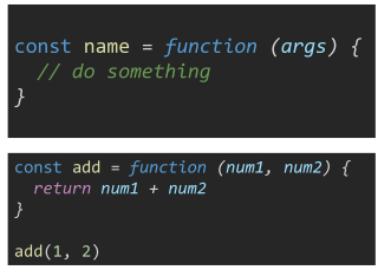 const name = function (args) {
// do something
}
const add = function (num1, num2) {
return num1 + num2
}
add(1, 2)